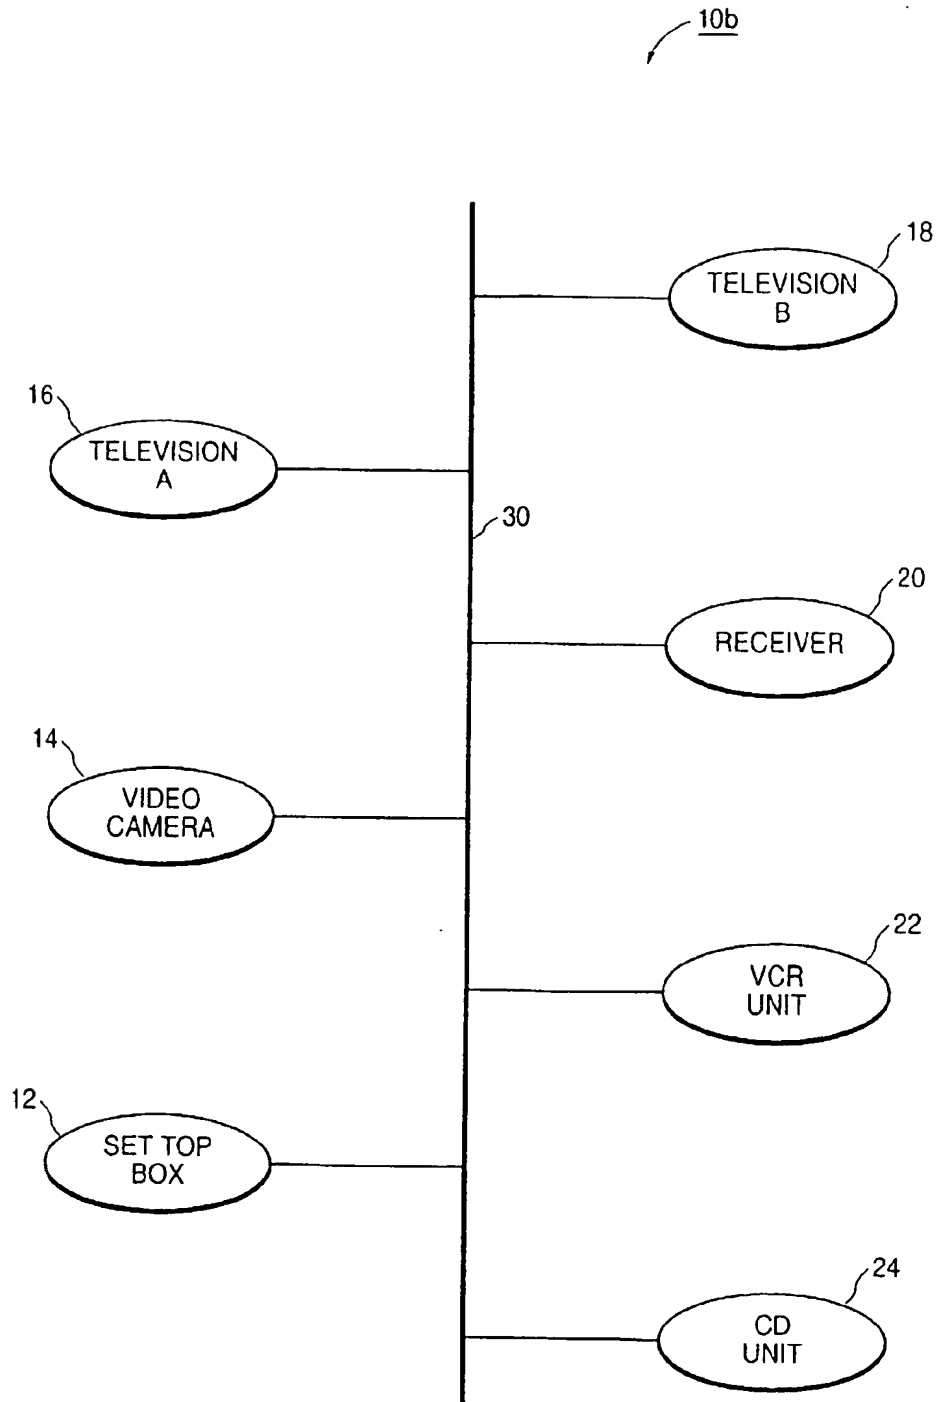 10b
18
TELEVISION
B
16
TELEVISION
A
30
20
RECEIVER
14
VIDEO
CAMERA
22
VCR
UNIT
12
SET TOP
BOX
24
CD
UNIT